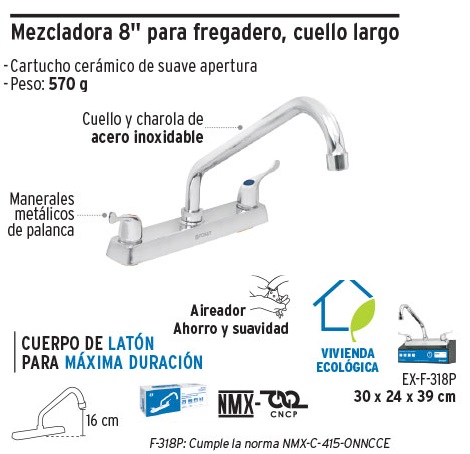 Mezcladora 8" para fregadero, cuello largo
- Cartucho cerámico de suave apertura
- Peso: 570 g
Cuello y charola de
acero inoxidable
Manerales
metálicos
de palanca
Aireador
Ahorro y suavidad
CUERPO DE LATÓN
PARA MÁXIMA DURACIÓN
VIVIENDA
ECOLÓGICA
EX-F-318P
30 x 24 x 39 cm
16 cm
NMX-
CNCP
F-318P: Cumple la norma NMX-C-415-ONNCCE